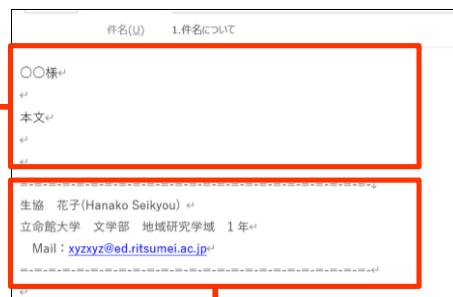 件名(U) 1.件名について
〇〇様↵
↵
本文↵
↵
↵
=-=-=-=-=-=-=-=-=-=-=-=-=-=-=-=-=-=-=-=-=-=-=-=-=-↓
生協　花子(Hanako Seikyou) ↵
立命館大学　文学部　地域研究学域　1年↵
Mail：xyzxyz@ed.ritsumei.ac.jp↵
=-=-=-=-=-=-=-=-=-=-=-=-=-=-=-=-=-=-=-=-=-=-=-=-=-↵
↵